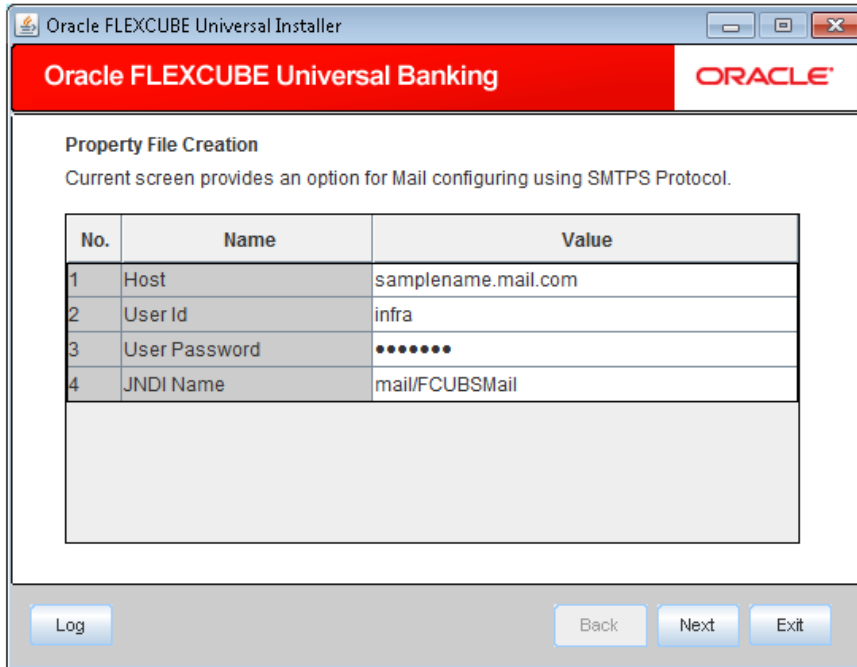 Oracle FLEXCUBE Universal Installer
Oracle FLEXCUBE Universal Banking ORACLE
Property File Creation
Current screen provides an option for Mail configuring using SMTPS Protocol.
No. Name Value
1 Host samplename.mail.com
2 User Id infra
3 User Password •••••••
4 JNDI Name mail/FCUBSMail
Log Back Next Exit